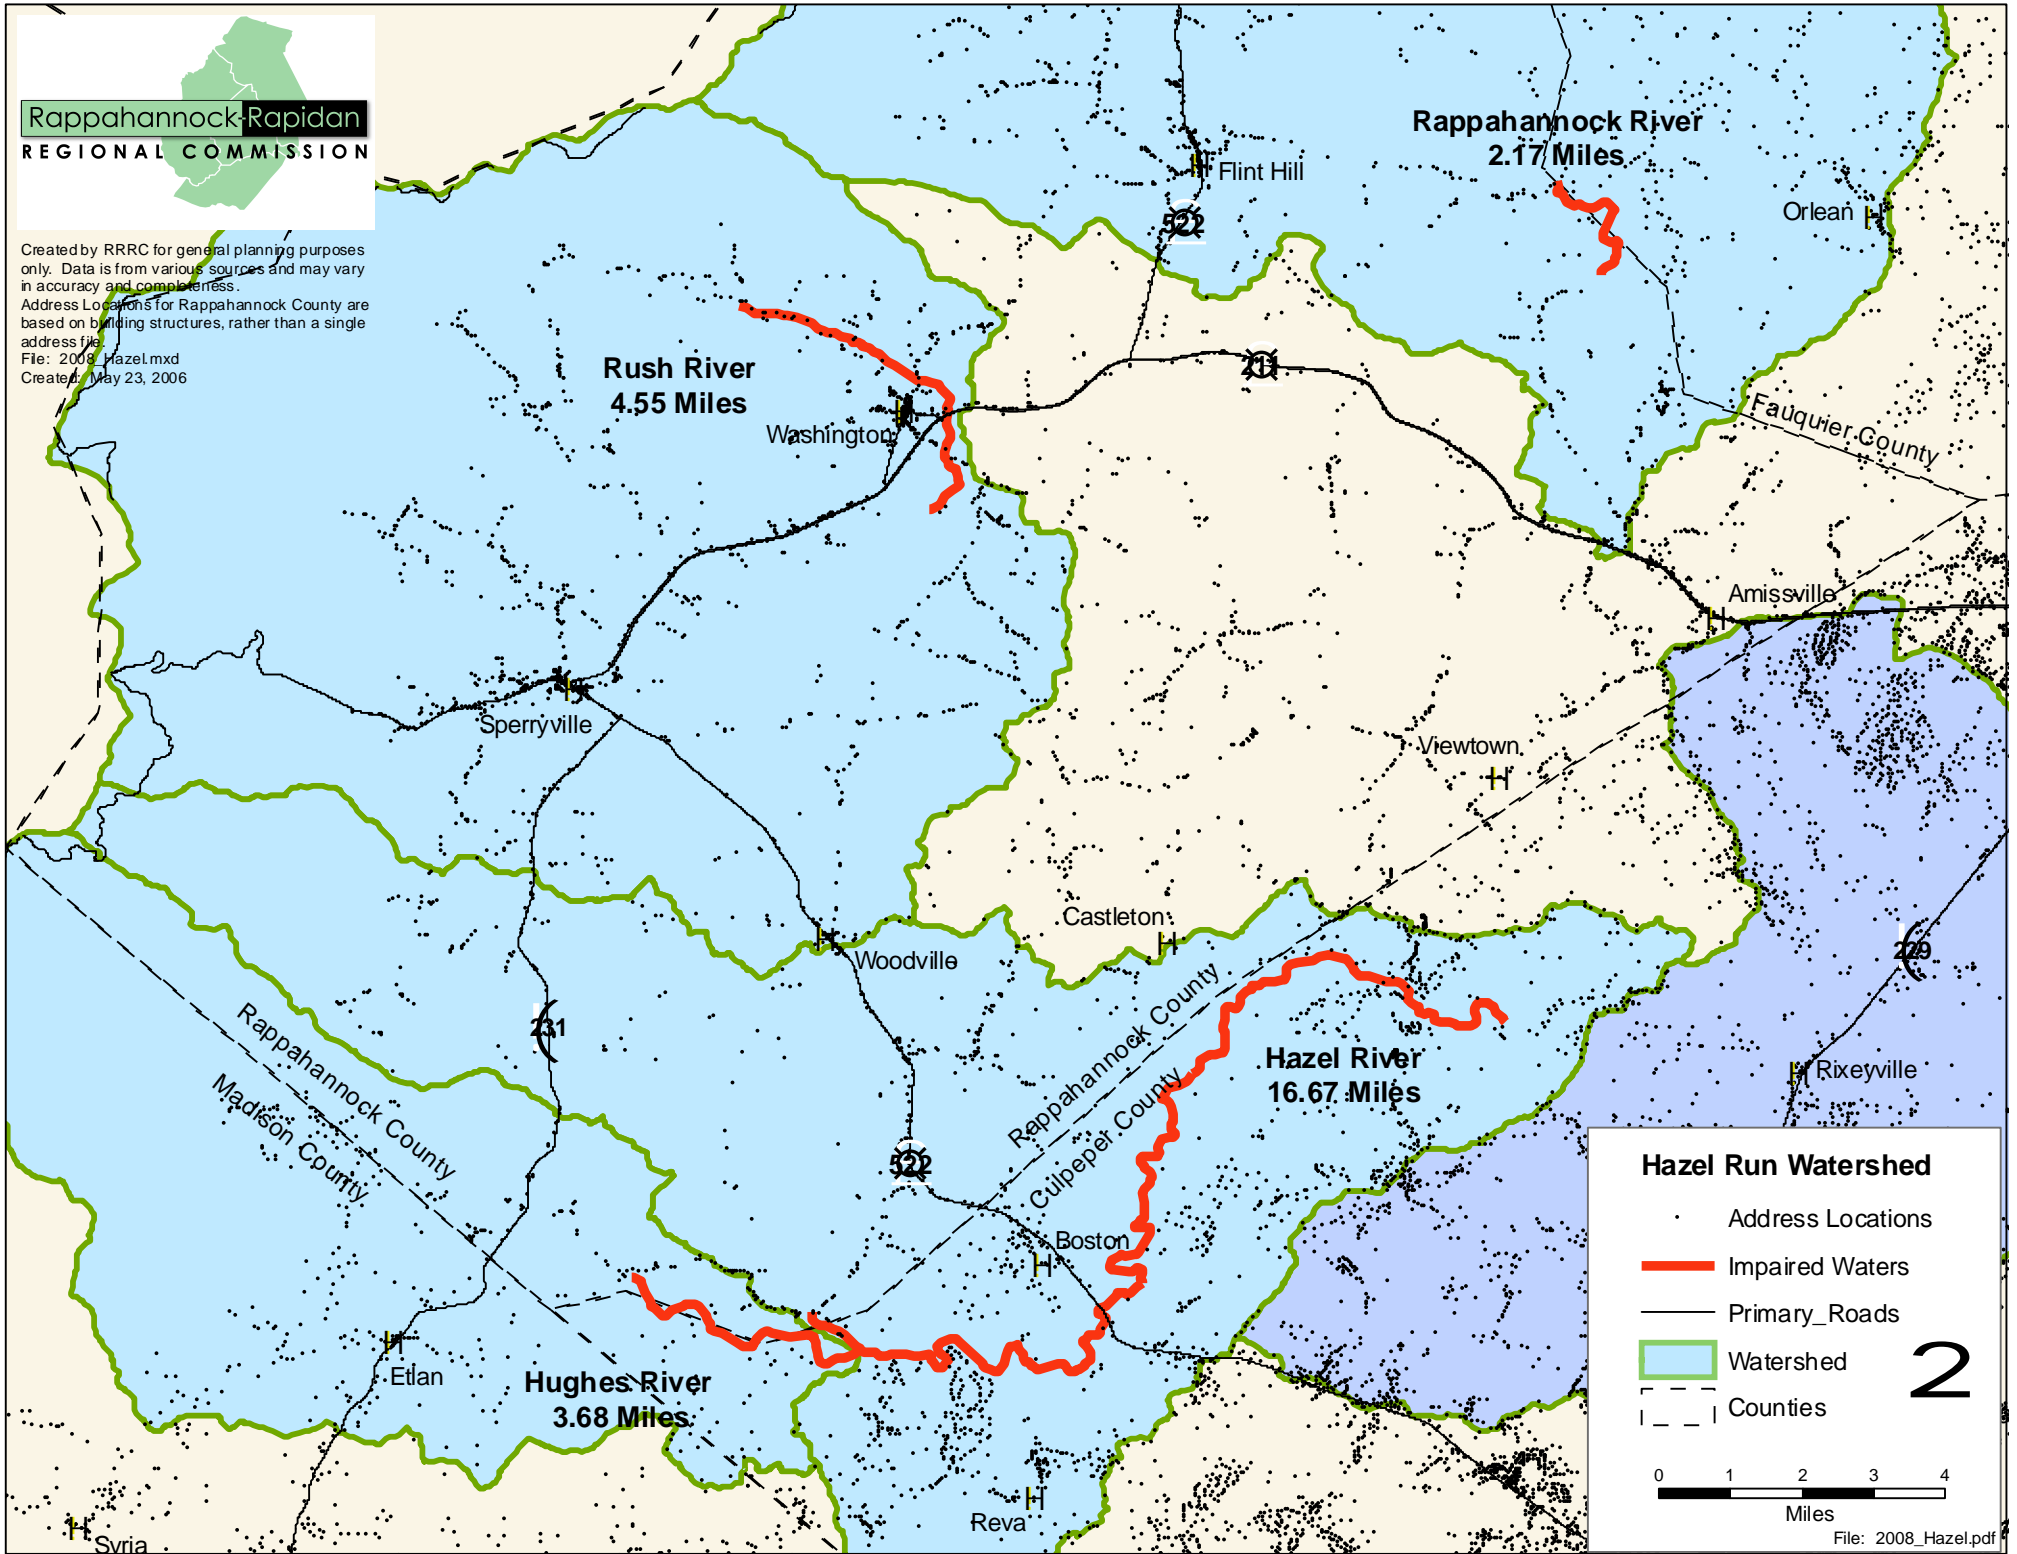 Rappahannock-Rapidan
REGIONAL COMMISSION
Created by RRRC for general planning purposes
only. Data is from various sources and may vary
in accuracy and completeness.
Address Locations for Rappahannock County are
based on building structures, rather than a single
address file.
File: 2008_Hazel.mxd
Created: May 23, 2006
Rappahannock River
2.17 Miles
Flint Hill
522
Orlean
Rush River
4.55 Miles
211
Washington
Fauquier County
Amissville
Sperryville
Viewtown
Castleton
Woodville
229
231
Rappahannock County
Madison County
Rappahannock County
Culpeper County
Hazel River
16.67 Miles
Rixeyville
522
Boston
Etlan
Hughes River
3.68 Miles
Reva
Syria
Hazel Run Watershed
Address Locations
Impaired Waters
Primary_Roads
Watershed
Counties
2
0 1 2 3 4
Miles
File: 2008_Hazel.pdf